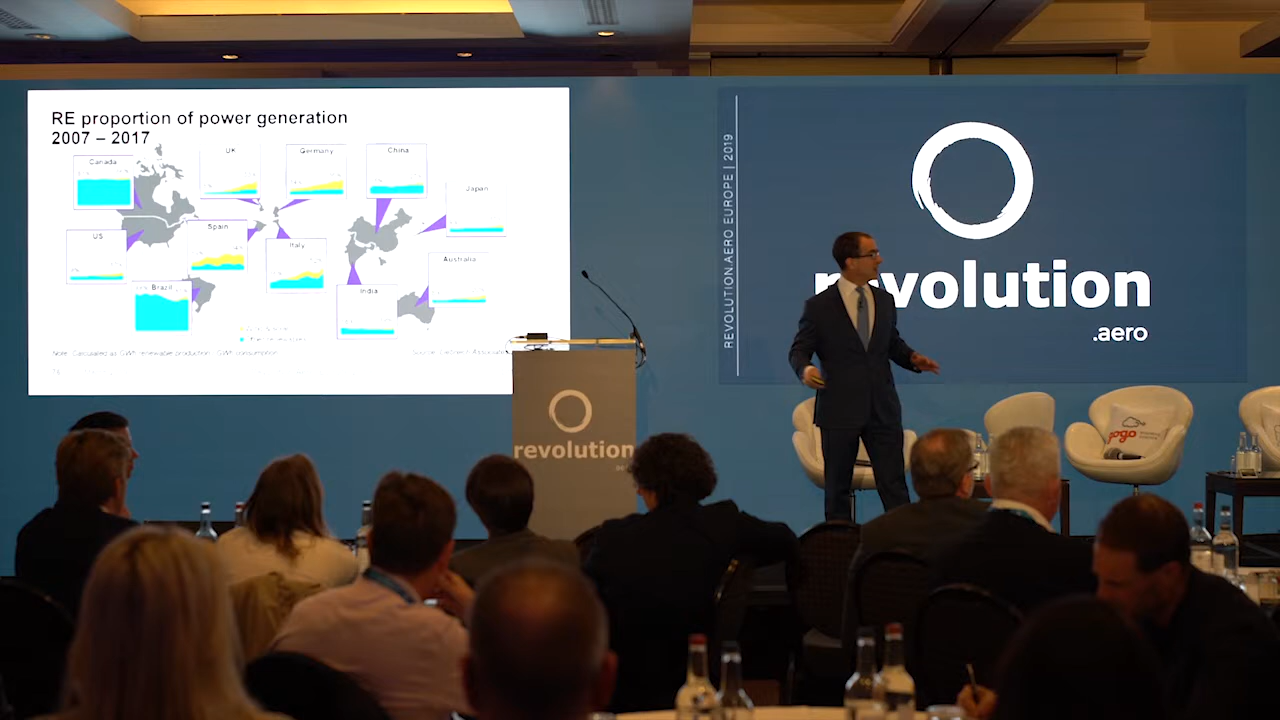 RE proportion of power generation
2007 – 2017
Canada
UK
Germany
China
Japan
US
Spain
Italy
Australia
Brazil
India
REVOLUTION.AERO EUROPE | 2019
revolution
.aero
revolution
gogo